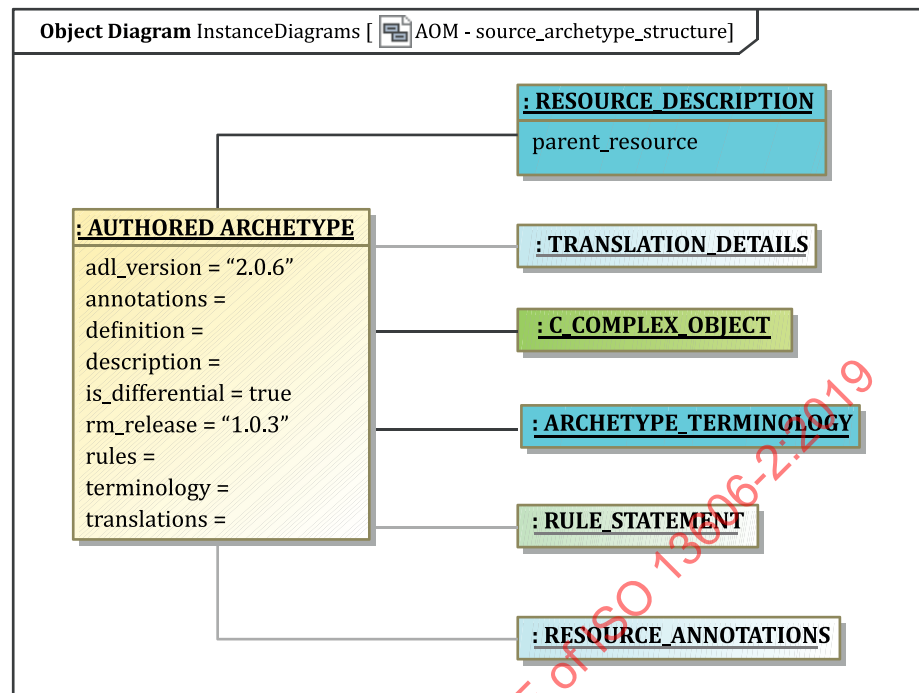 Object Diagram InstanceDiagrams [ AOM - source_archetype_structure]
: RESOURCE_DESCRIPTION
parent_resource
: AUTHORED ARCHETYPE
adl_version = “2.0.6”
annotations =
definition =
description =
is_differential = true
rm_release = “1.0.3”
rules =
terminology =
translations =
: TRANSLATION_DETAILS
: C_COMPLEX_OBJECT
: ARCHETYPE_TERMINOLOGY
: RULE_STATEMENT
: RESOURCE_ANNOTATIONS
of ISO 13606-2:2019